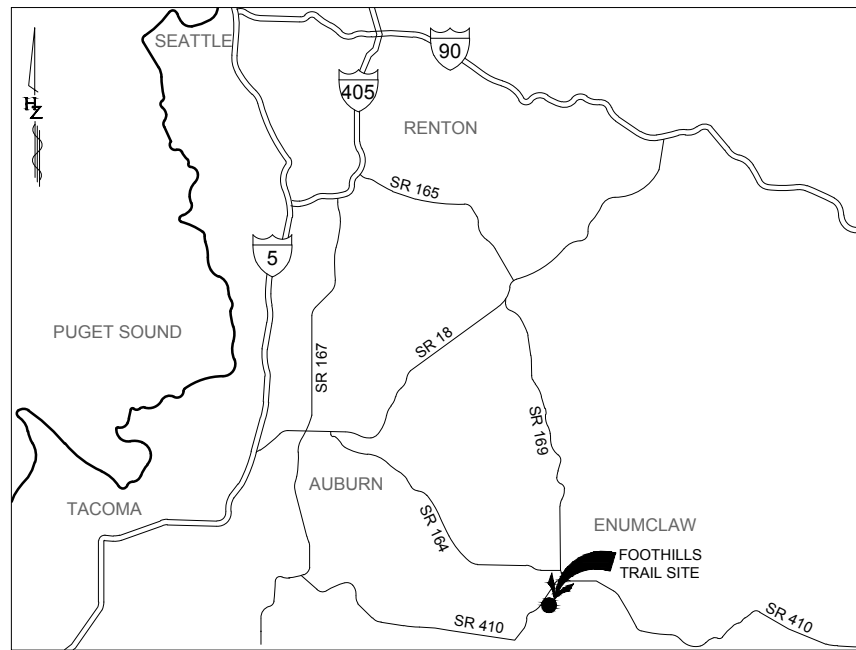 SEATTLE
90
405
RENTON
SR 165
5
PUGET SOUND
SR 18
SR 167
SR 169
AUBURN
TACOMA
SR 164
ENUMCLAW
FOOTHILLS
TRAIL SITE
SR 410
SR 410